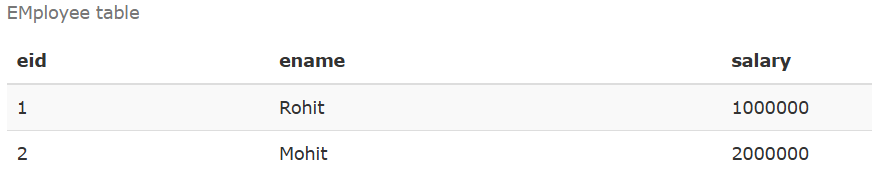 EMployee table
eid ename salary
1 Rohit 1000000
2 Mohit 2000000